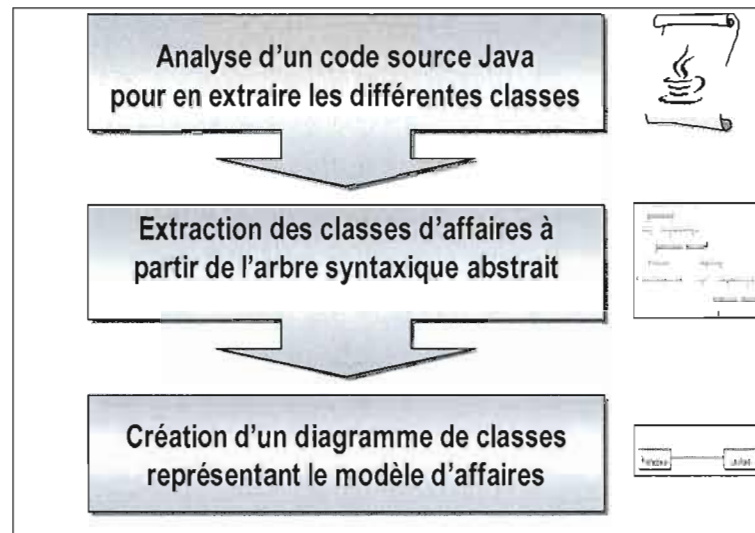 Analyse d'un code source Java
pour en extraire les différentes classes
Extraction des classes d'affaires à
partir de l'arbre syntaxique abstrait
Création d'un diagramme de classes
représentant le modèle d'affaires